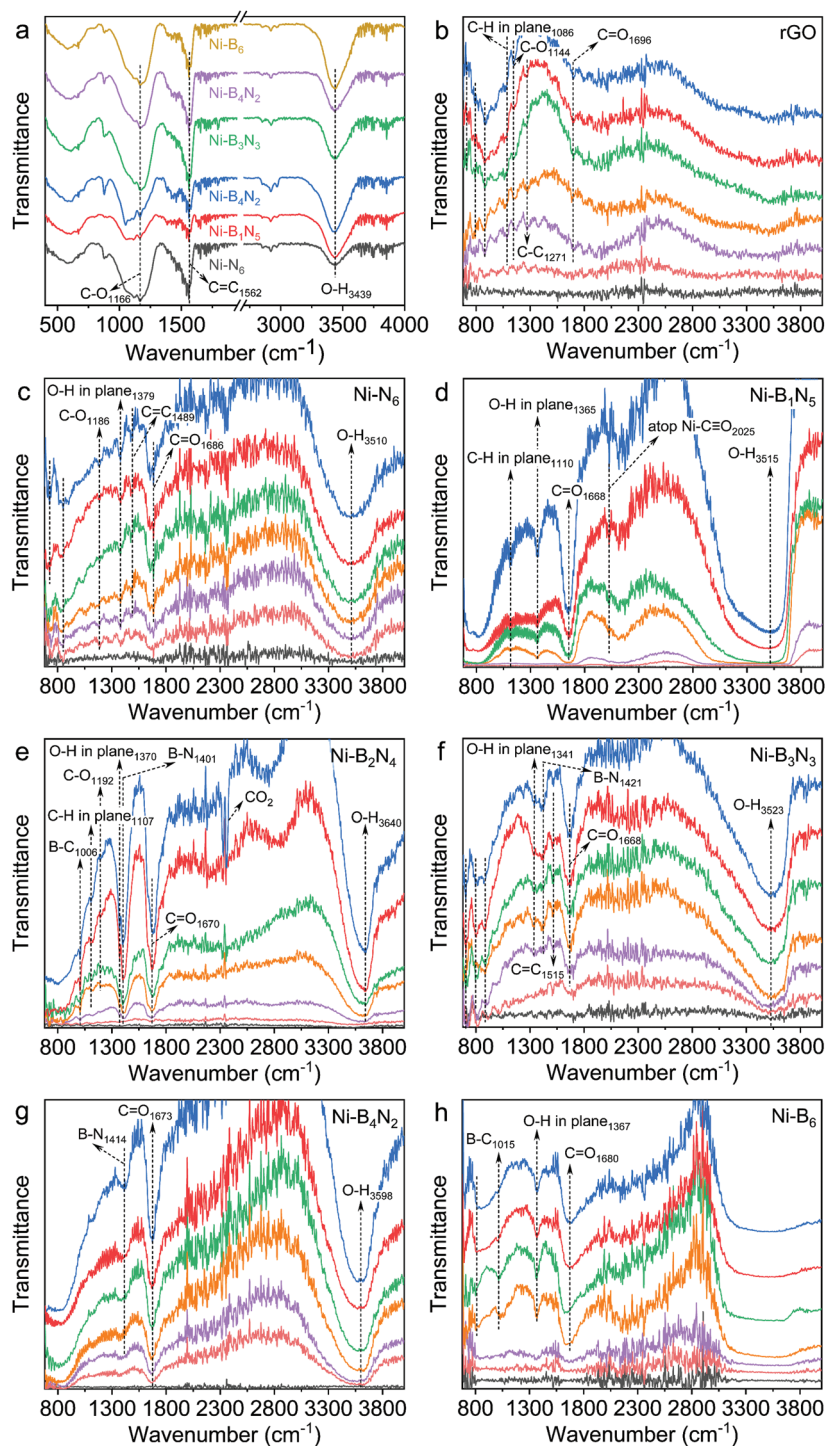 a
Transmittance
Ni-B6
Ni-B4N2
Ni-B3N3
Ni-B4N2
Ni-B1N5
Ni-N6
C-O1166
C=C1562
O-H3439
500 1000 1500 3000 3500 4000
Wavenumber (cm-1)
b
rGO
Transmittance
C-H in plane1086
C-O1144
C=O1696
C-C1271
800 1300 1800 2300 2800 3300 3800
Wavenumber (cm-1)
c
Ni-N6
Transmittance
O-H in plane1379
C-O1186
C=C1489
C=O1686
O-H3510
800 1300 1800 2300 2800 3300 3800
Wavenumber (cm-1)
d
Ni-B1N5
Transmittance
O-H in plane1365
atop Ni-C≡O2025
C-H in plane1110
C=O1668
O-H3515
800 1300 1800 2300 2800 3300 3800
Wavenumber (cm-1)
e
Ni-B2N4
Transmittance
O-H in plane1370
B-N1401
C-O1192
CO2
C-H in plane1107
B-C1006
O-H3640
C=O1670
800 1300 1800 2300 2800 3300 3800
Wavenumber (cm-1)
f
Ni-B3N3
Transmittance
O-H in plane1341
B-N1421
O-H3523
C=O1668
C=C1515
800 1300 1800 2300 2800 3300 3800
Wavenumber (cm-1)
g
Ni-B4N2
Transmittance
C=O1673
B-N1414
O-H3598
800 1300 1800 2300 2800 3300 3800
Wavenumber (cm-1)
h
Ni-B6
Transmittance
B-C1015
O-H in plane1367
C=O1680
800 1300 1800 2300 2800 3300 3800
Wavenumber (cm-1)